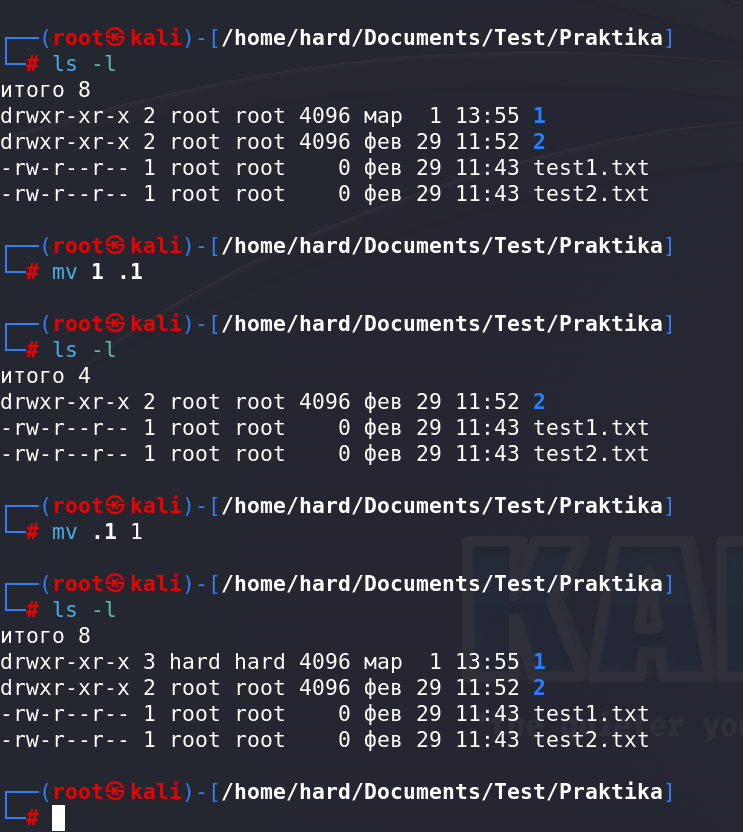 ┌──(root㉿kali)-[/home/hard/Documents/Test/Praktika]
└─# ls -l
итого 8
drwxr-xr-x 2 root root 4096 мар  1 13:55 1
drwxr-xr-x 2 root root 4096 фев 29 11:52 2
-rw-r--r-- 1 root root    0 фев 29 11:43 test1.txt
-rw-r--r-- 1 root root    0 фев 29 11:43 test2.txt
┌──(root㉿kali)-[/home/hard/Documents/Test/Praktika]
└─# mv 1 .1
┌──(root㉿kali)-[/home/hard/Documents/Test/Praktika]
└─# ls -l
итого 4
drwxr-xr-x 2 root root 4096 фев 29 11:52 2
-rw-r--r-- 1 root root    0 фев 29 11:43 test1.txt
-rw-r--r-- 1 root root    0 фев 29 11:43 test2.txt
┌──(root㉿kali)-[/home/hard/Documents/Test/Praktika]
└─# mv .1 1
┌──(root㉿kali)-[/home/hard/Documents/Test/Praktika]
└─# ls -l
итого 8
drwxr-xr-x 3 hard hard 4096 мар  1 13:55 1
drwxr-xr-x 2 root root 4096 фев 29 11:52 2
-rw-r--r-- 1 root root    0 фев 29 11:43 test1.txt
-rw-r--r-- 1 root root    0 фев 29 11:43 test2.txt
┌──(root㉿kali)-[/home/hard/Documents/Test/Praktika]
└─#